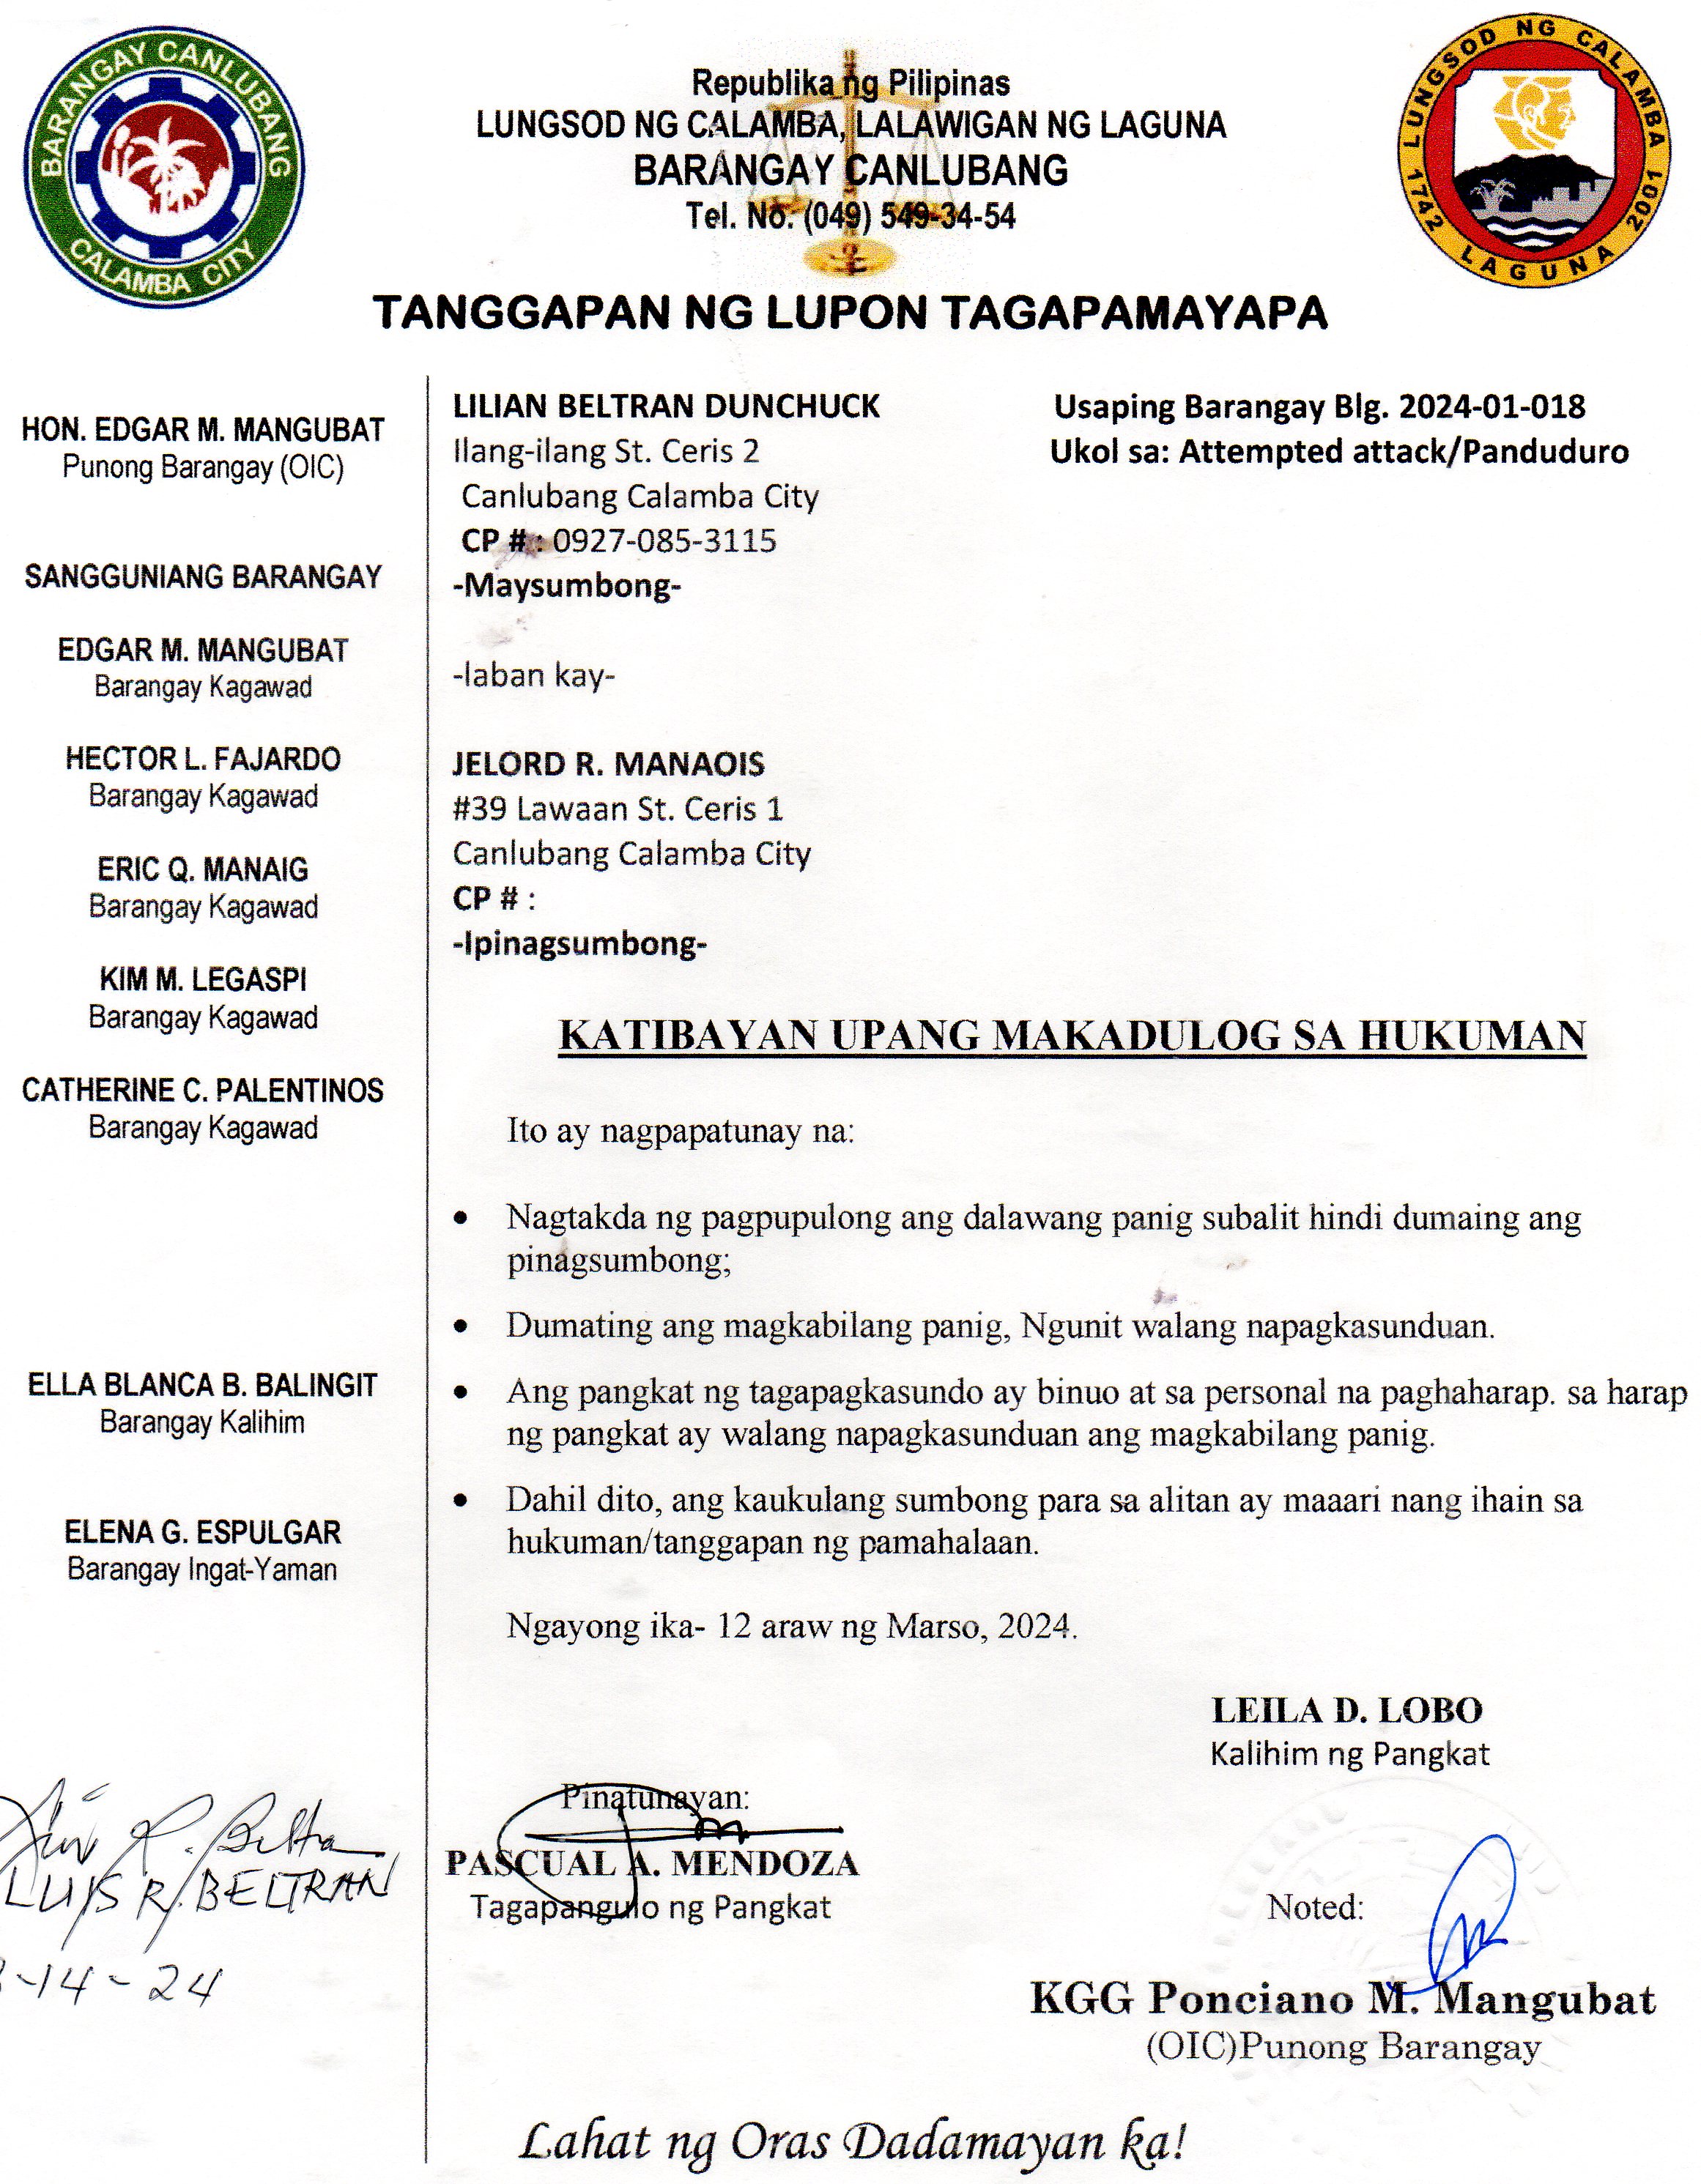 BARANGAY CANLUBANG
CALAMBA CITY
Republika ng Pilipinas
LUNGSOD NG CALAMBA, LALAWIGAN NG LAGUNA
BARANGAY CANLUBANG
Tel. No. (049) 549-34-54
LUNGSOD NG CALAMBA
1742 LAGUNA 2001
TANGGAPAN NG LUPON TAGAPAMAYAPA
HON. EDGAR M. MANGUBAT
Punong Barangay (OIC)
SANGGUNIANG BARANGAY
EDGAR M. MANGUBAT
Barangay Kagawad
HECTOR L. FAJARDO
Barangay Kagawad
ERIC Q. MANAIG
Barangay Kagawad
KIM M. LEGASPI
Barangay Kagawad
CATHERINE C. PALENTINOS
Barangay Kagawad
ELLA BLANCA B. BALINGIT
Barangay Kalihim
ELENA G. ESPULGAR
Barangay Ingat-Yaman
LUIS R. BELTRAN
-14-24
LILIAN BELTRAN DUNCHUCK
Ilang-ilang St. Ceris 2
Canlubang Calamba City
CP # : 0927-085-3115
-Maysumbong-
Usaping Barangay Blg. 2024-01-018
Ukol sa: Attempted attack/Panduduro
-laban kay-
JELORD R. MANAOIS
#39 Lawaan St. Ceris 1
Canlubang Calamba City
CP # :
-Ipinagsumbong-
KATIBAYAN UPANG MAKADULOG SA HUKUMAN
Ito ay nagpapatunay na:
• Nagtakda ng pagpupulong ang dalawang panig subalit hindi dumaing ang
pinagsumbong;
• Dumating ang magkabilang panig, Ngunit walang napagkasunduan.
• Ang pangkat ng tagapagkasundo ay binuo at sa personal na paghaharap. sa harap
ng pangkat ay walang napagkasunduan ang magkabilang panig.
• Dahil dito, ang kaukulang sumbong para sa alitan ay maaari nang ihain sa
hukuman/tanggapan ng pamahalaan.
Ngayong ika- 12 araw ng Marso, 2024.
LEILA D. LOBO
Kalihim ng Pangkat
Pinatunayan:
PASCUAL A. MENDOZA
Tagapangulo ng Pangkat
Noted:
KGG Ponciano M. Mangubat
(OIC)Punong Barangay
Lahat ng Oras Dadamayan ka!